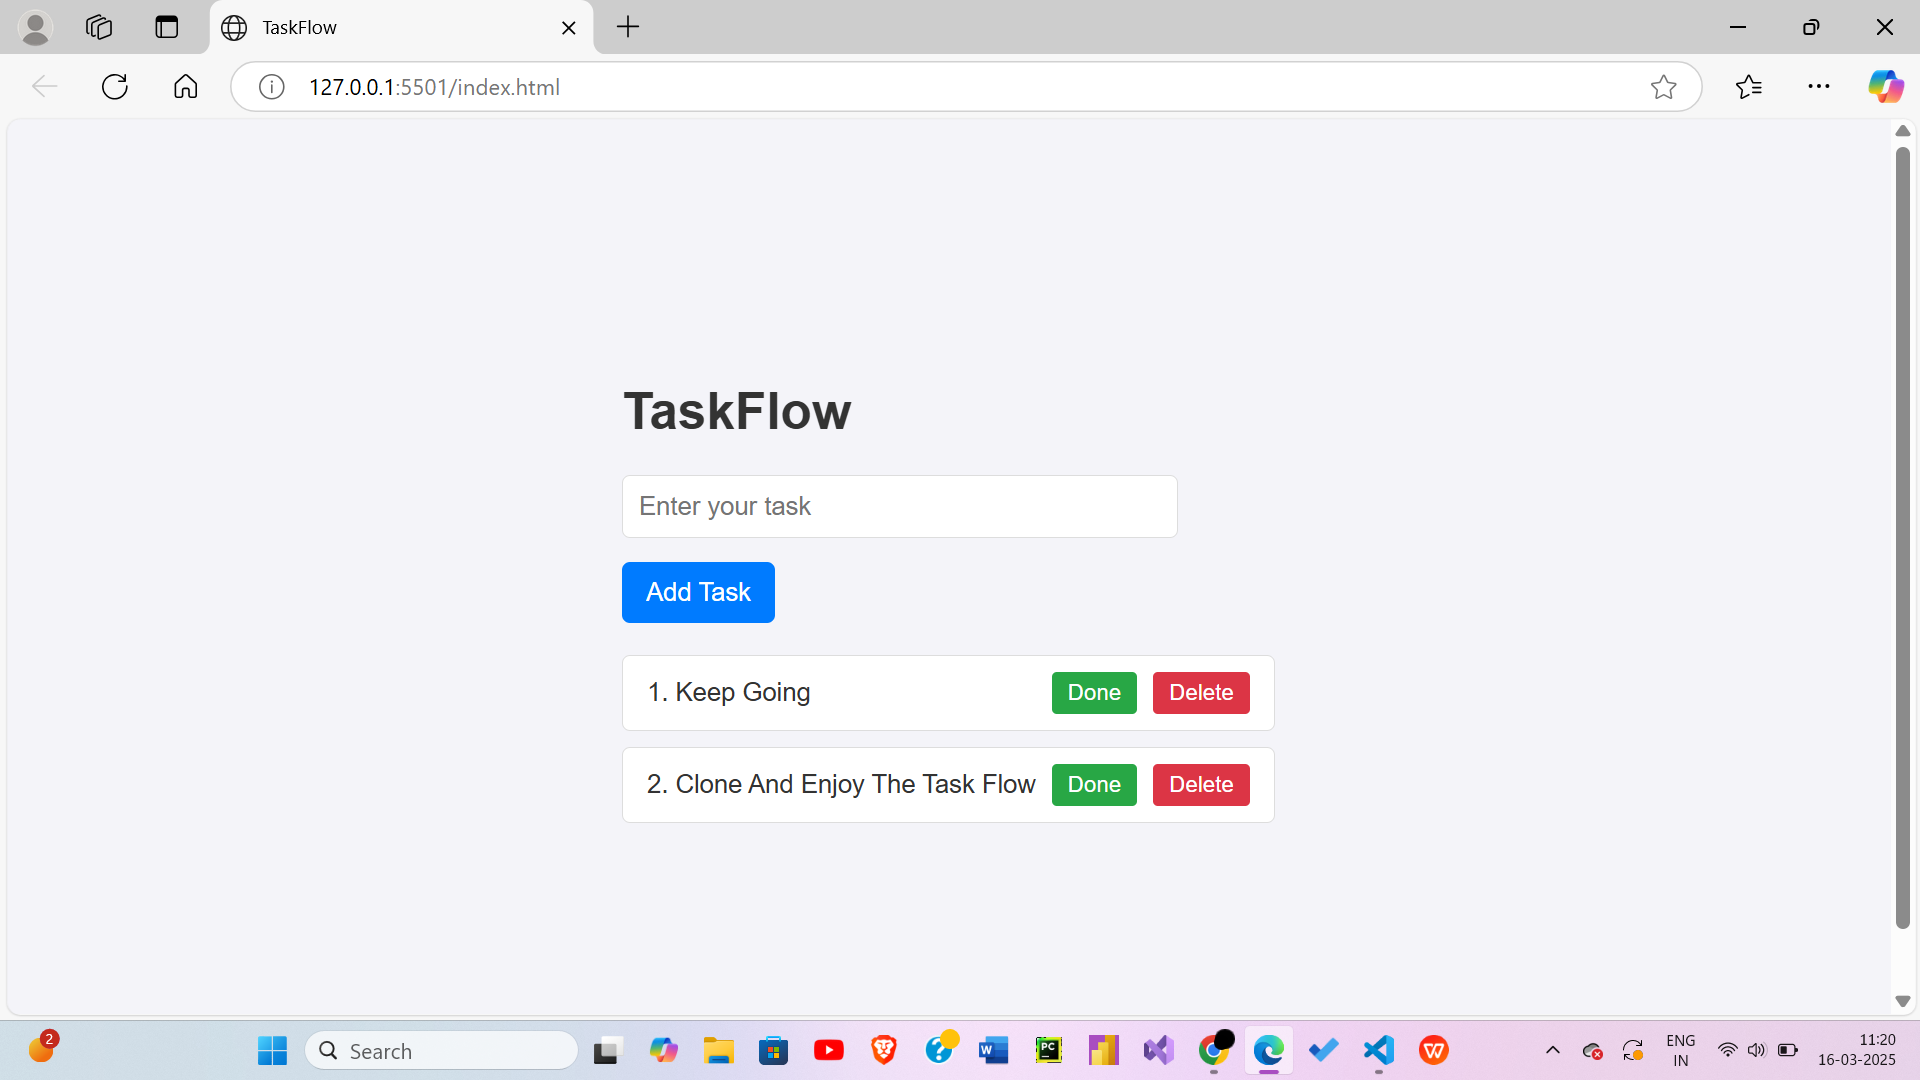 TaskFlow
127.0.0.1:5501/index.html
TaskFlow
Enter your task
Add Task
1. Keep Going Done Delete
2. Clone And Enjoy The Task Flow Done Delete
2
Search
W
PC
ENG
IN
11:20
16-03-2025